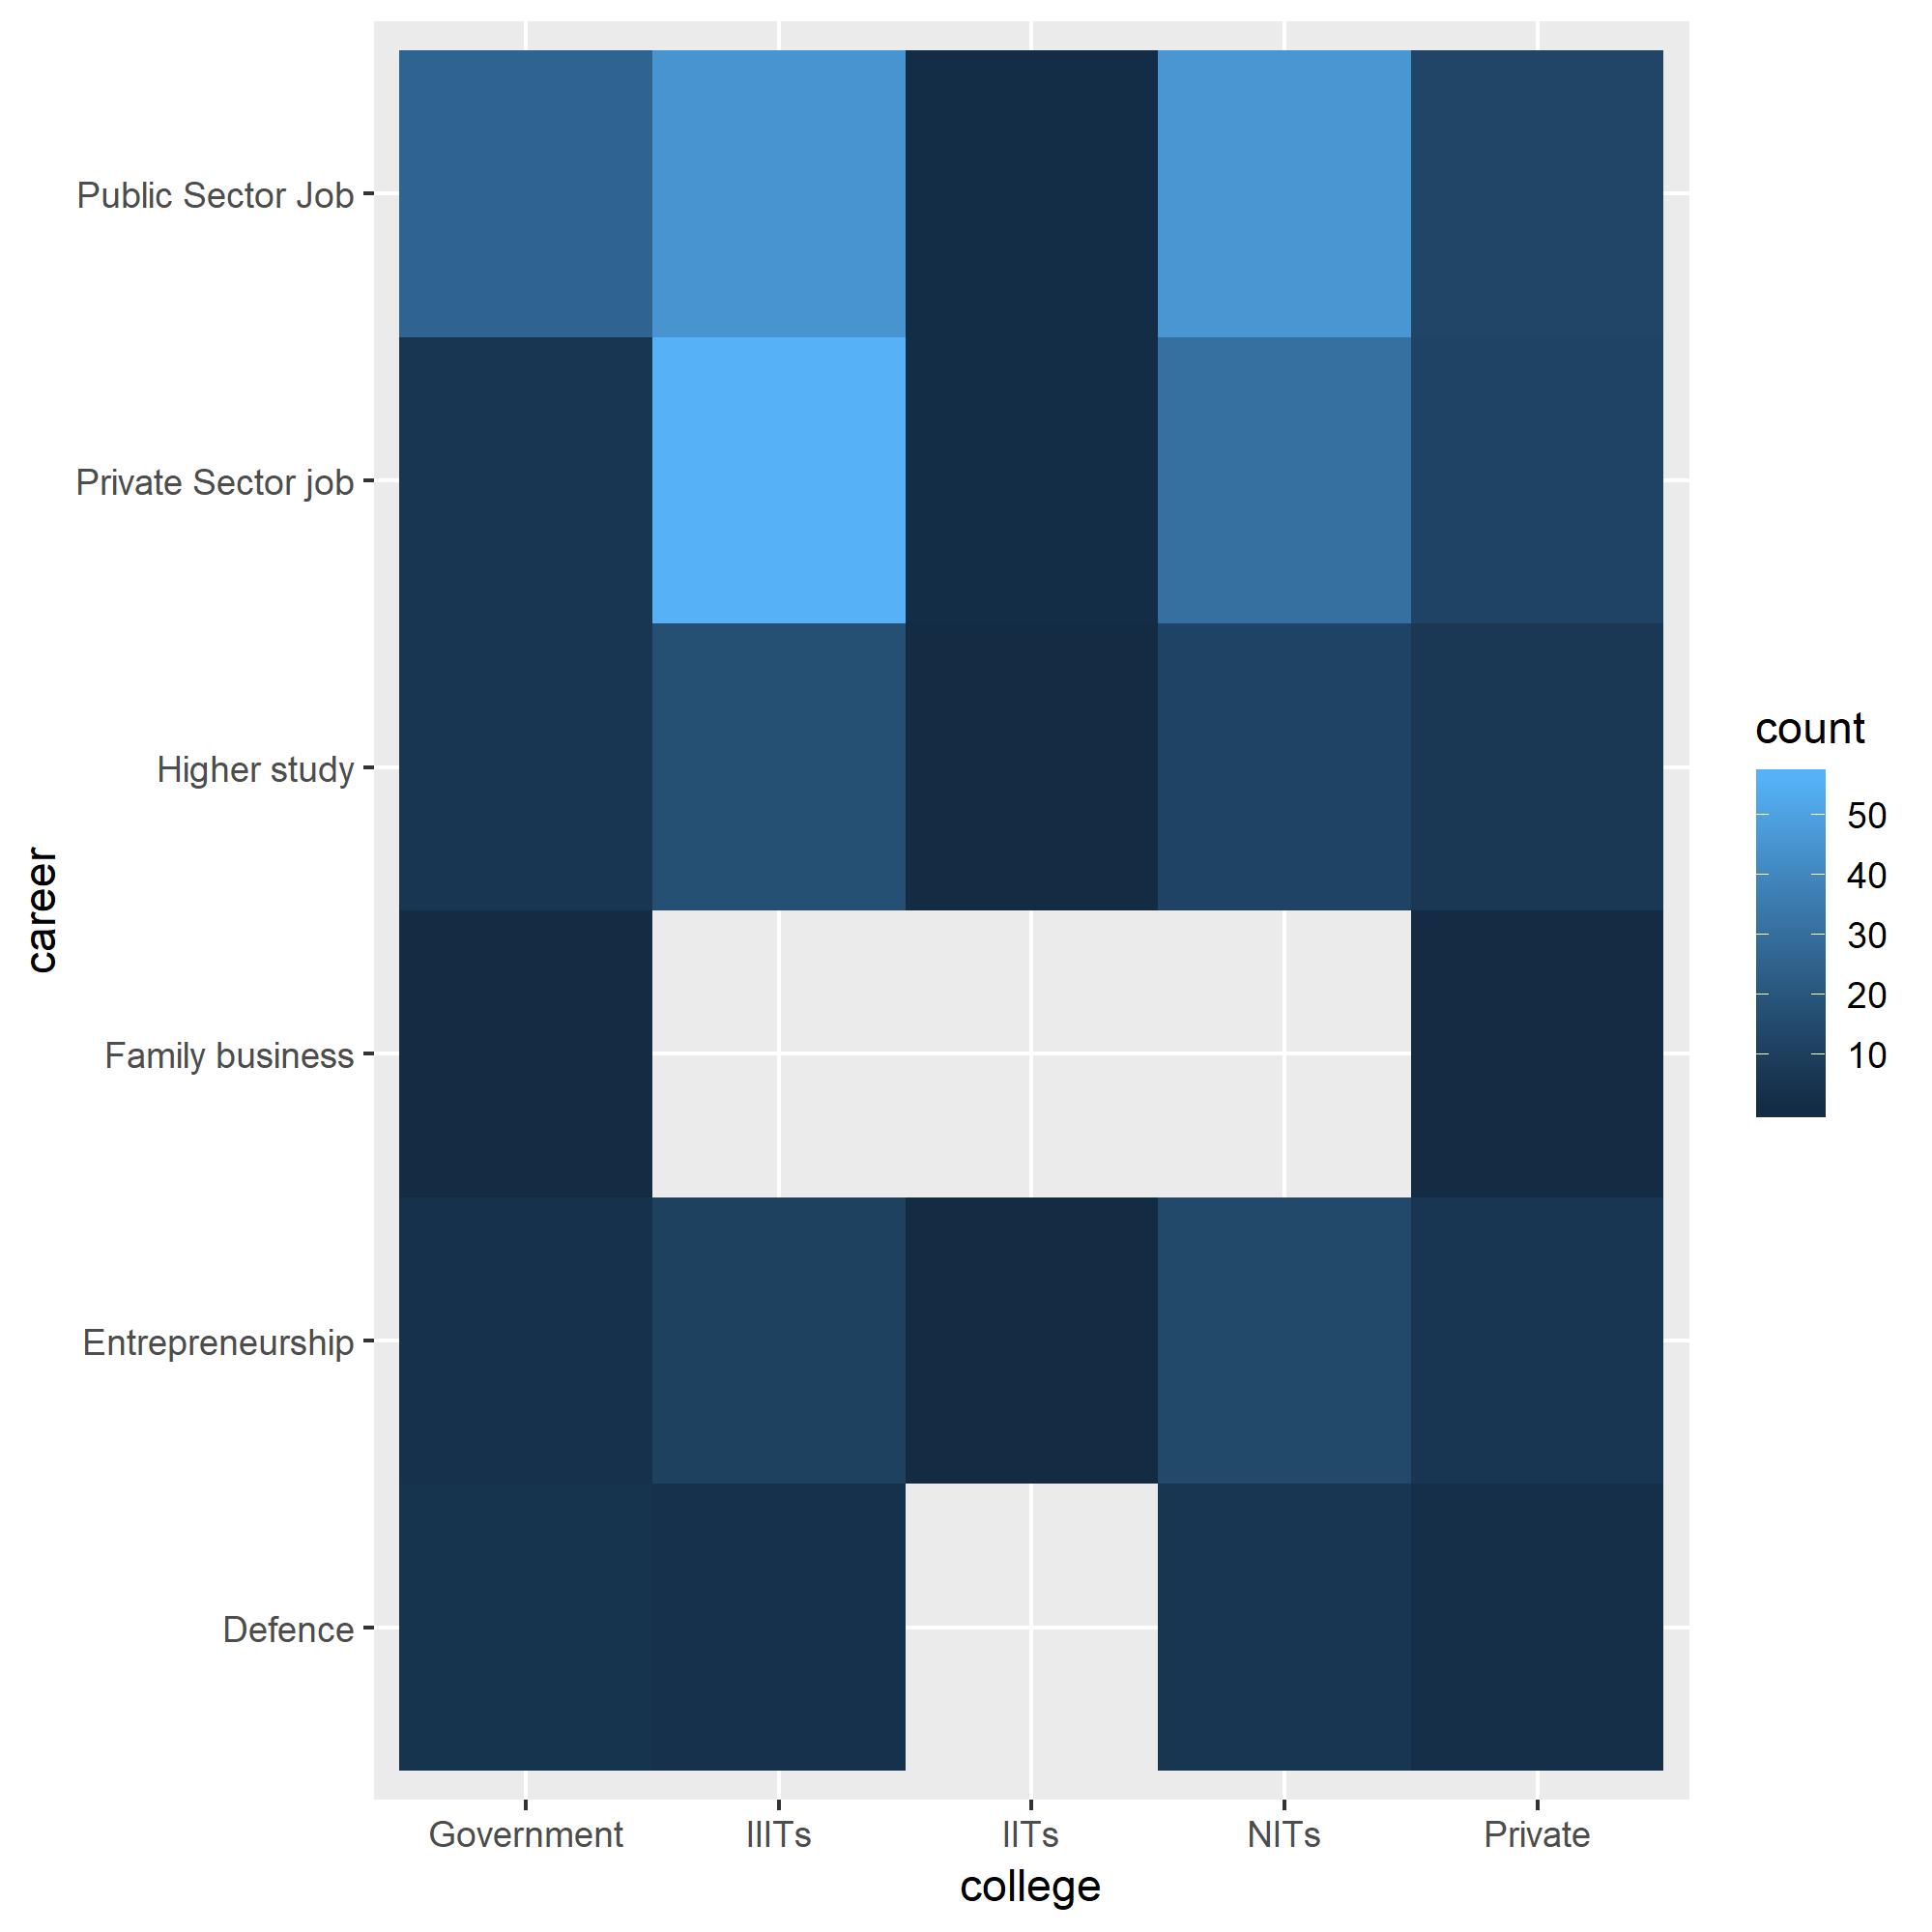 Public Sector Job
Private Sector job
Higher study
Family business
Entrepreneurship
Defence
career
Government
IIITs
IITs
NITs
Private
college
count
50
40
30
20
10